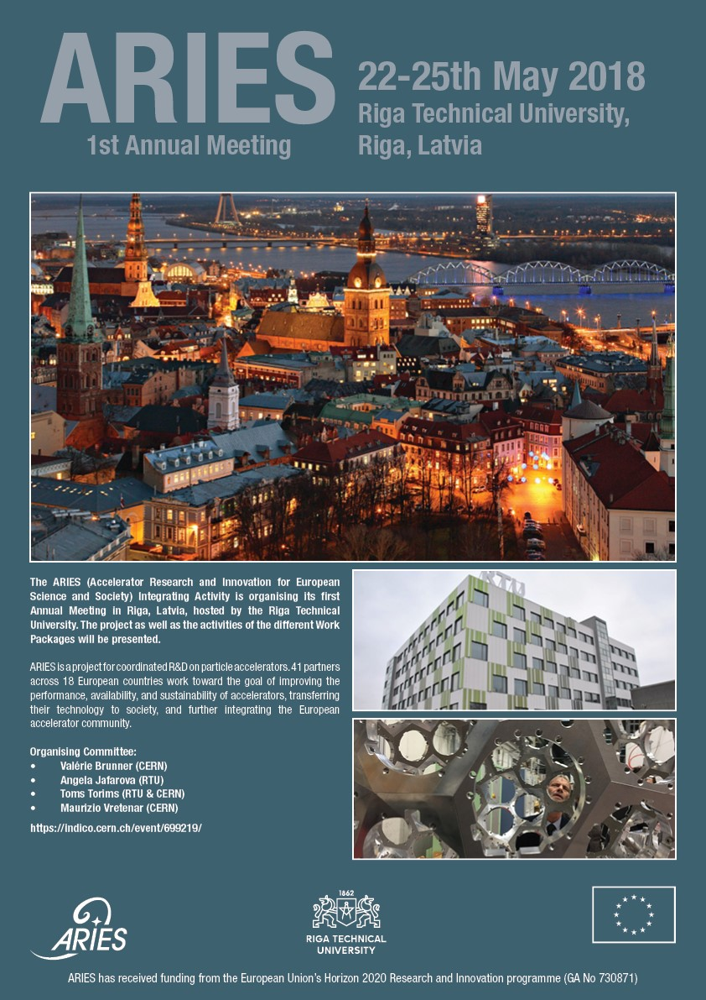 ARIES
1st Annual Meeting
22-25th May 2018
Riga Technical University,
Riga, Latvia
The ARIES (Accelerator Research and Innovation for European
Science and Society) Integrating Activity is organising its first
Annual Meeting in Riga, Latvia, hosted by the Riga Technical
University. The project as well as the activities of the different Work
Packages will be presented.
ARIES is a project for coordinated R&D on particle accelerators. 41 partners
across 18 European countries work toward the goal of improving the
performance, availability, and sustainability of accelerators, transferring
their technology to society, and further integrating the European
accelerator community.
Organising Committee:
• Valérie Brunner (CERN)
• Angela Jafarova (RTU)
• Toms Torims (RTU & CERN)
• Maurizio Vretenar (CERN)
https://indico.cern.ch/event/699219/
RTU
ARIES
1862
RIGA TECHNICAL
UNIVERSITY
ARIES has received funding from the European Union's Horizon 2020 Research and Innovation programme (GA No 730871)